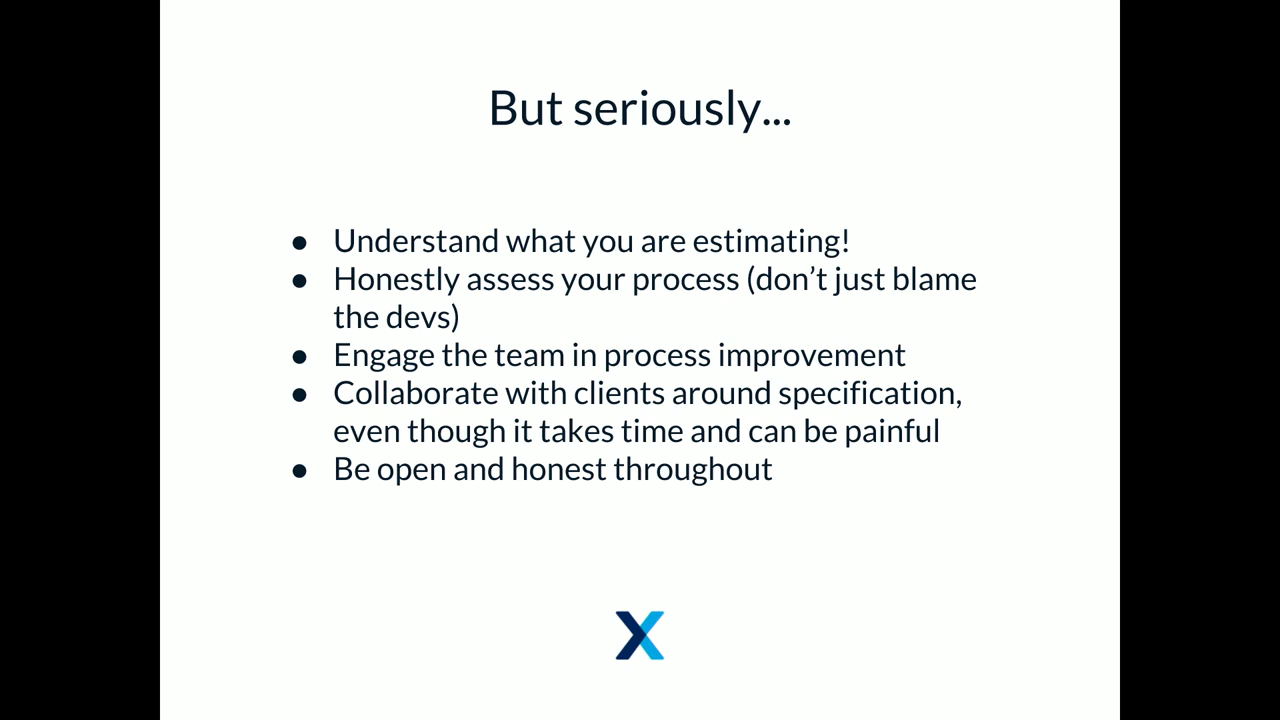 But seriously...
● Understand what you are estimating!
● Honestly assess your process (don’t just blame
the devs)
● Engage the team in process improvement
● Collaborate with clients around specification,
even though it takes time and can be painful
● Be open and honest throughout
X